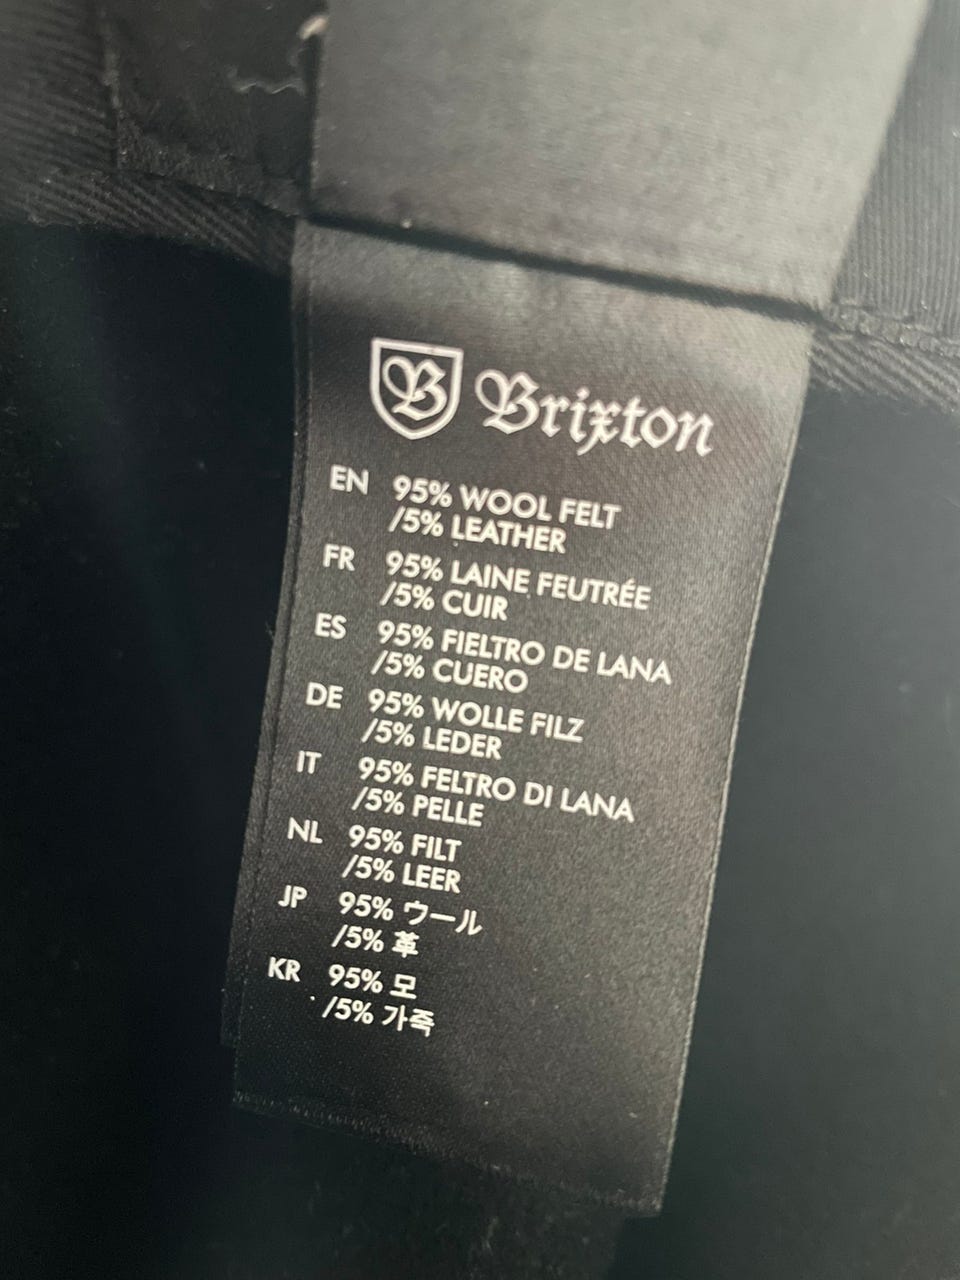 B Brixton
EN 95% WOOL FELT
/5% LEATHER
FR 95% LAINE FEUTRÉE
/5% CUIR
ES 95% FIELTRO DE LANA
/5% CUERO
DE 95% WOLLE FILZ
/5% LEDER
IT 95% FELTRO DI LANA
/5% PELLE
NL 95% FILT
/5% LEER
JP 95% ウール
/5% 革
KR 95% 모
/5% 가죽